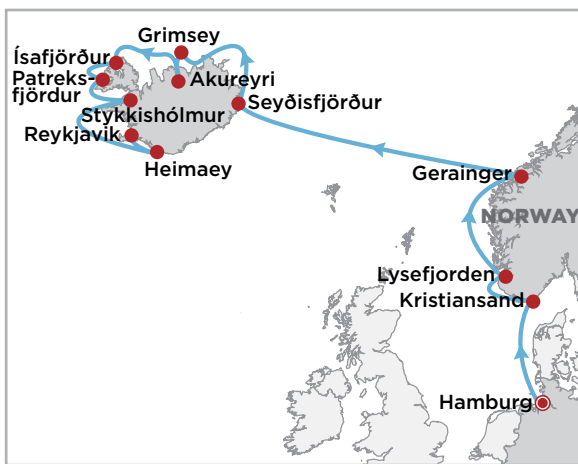 Grimsey
Ísafjörður
Patreks-
fjördur
Akureyri
Stykkishólmur
Seyðisfjörður
Reykjavik
Heimaey
Gerainger
NORWAY
Lysefjorden
Kristiansand
Hamburg